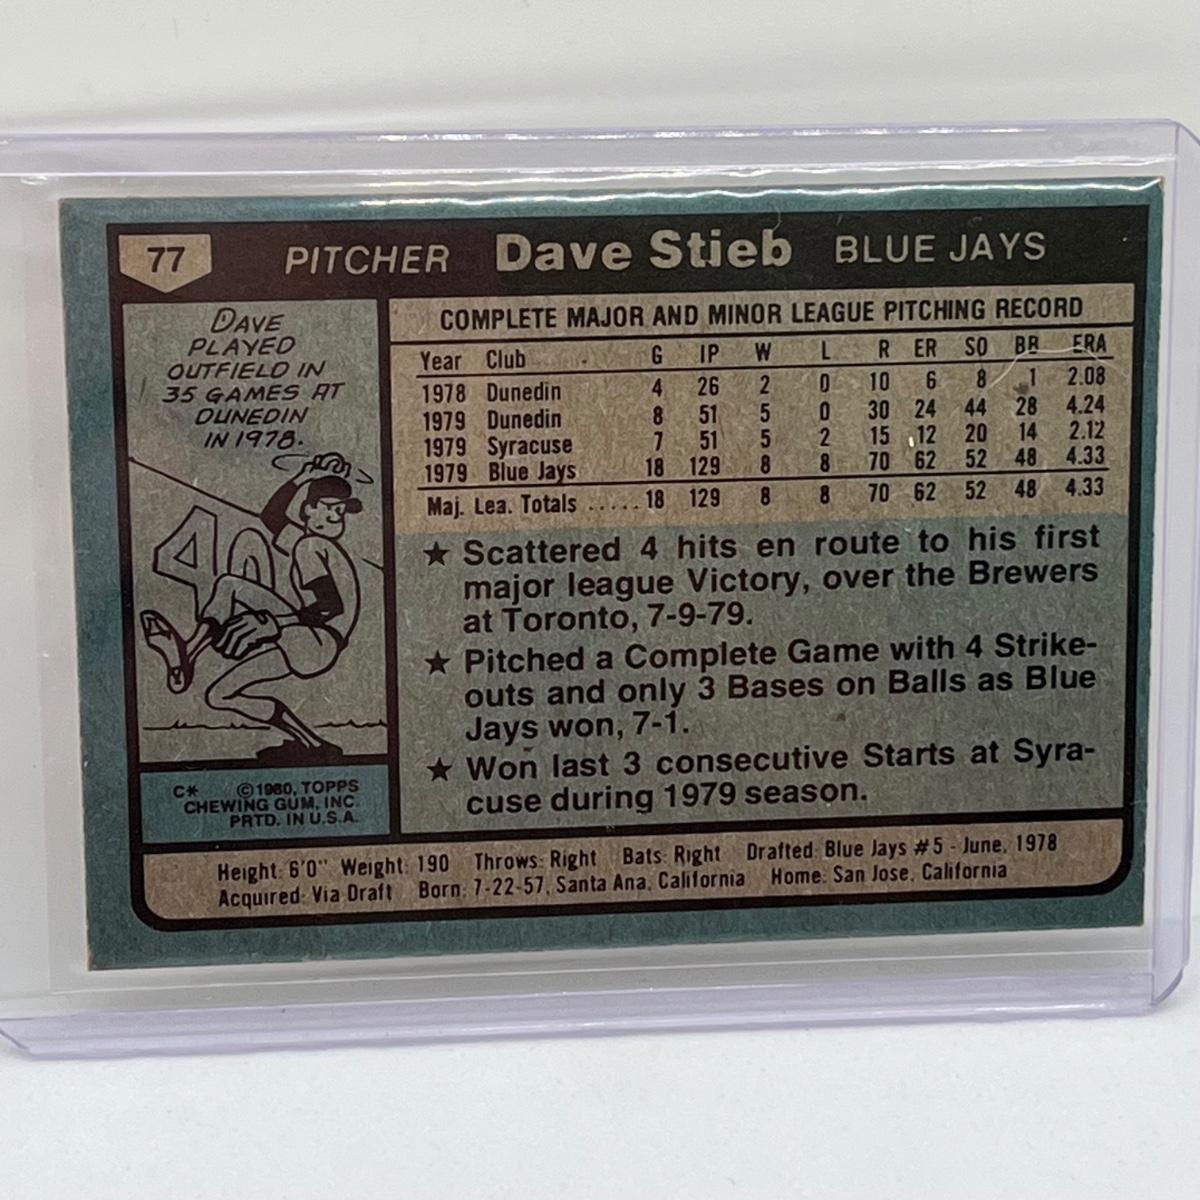 77 PITCHER Dave Stieb BLUE JAYS
DAVE
PLAYED
OUTFIELD IN
35 GAMES AT
DUNEDIN
IN 1978.
40
C* ©1980, TOPPS
CHEWING GUM, INC.
PRTD. IN U.S.A.
COMPLETE MAJOR AND MINOR LEAGUE PITCHING RECORD
Year Club G IP W L R ER SO BB ERA
1978 Dunedin 4 26 2 0 10 6 8 1 2.08
1979 Dunedin 8 51 5 0 30 24 44 28 4.24
1979 Syracuse 7 51 5 2 15 12 20 14 2.12
1979 Blue Jays 18 129 8 8 70 62 52 48 4.33
Maj. Lea. Totals .....18 129 8 8 70 62 52 48 4.33
★ Scattered 4 hits en route to his first
major league Victory, over the Brewers
at Toronto, 7-9-79.
★ Pitched a Complete Game with 4 Strike-
outs and only 3 Bases on Balls as Blue
Jays won, 7-1.
★ Won last 3 consecutive Starts at Syra-
cuse during 1979 season.
Height: 6'0" Weight: 190 Throws: Right Bats: Right Drafted: Blue Jays #5 - June, 1978
Acquired: Via Draft Born: 7-22-57, Santa Ana, California Home: San Jose, California